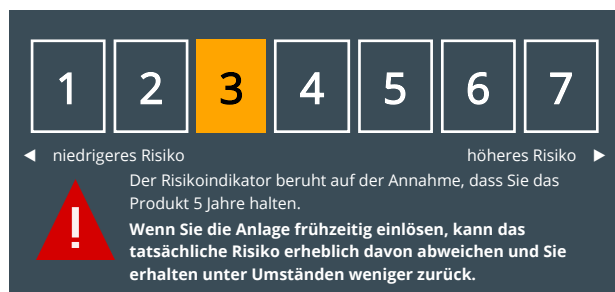 1 2 3 4 5 6 7
◄ niedrigeres Risiko höheres Risiko ►
Der Risikoindikator beruht auf der Annahme, dass Sie das
Produkt 5 Jahre halten.
!
Wenn Sie die Anlage frühzeitig einlösen, kann das
tatsächliche Risiko erheblich davon abweichen und Sie
erhalten unter Umständen weniger zurück.